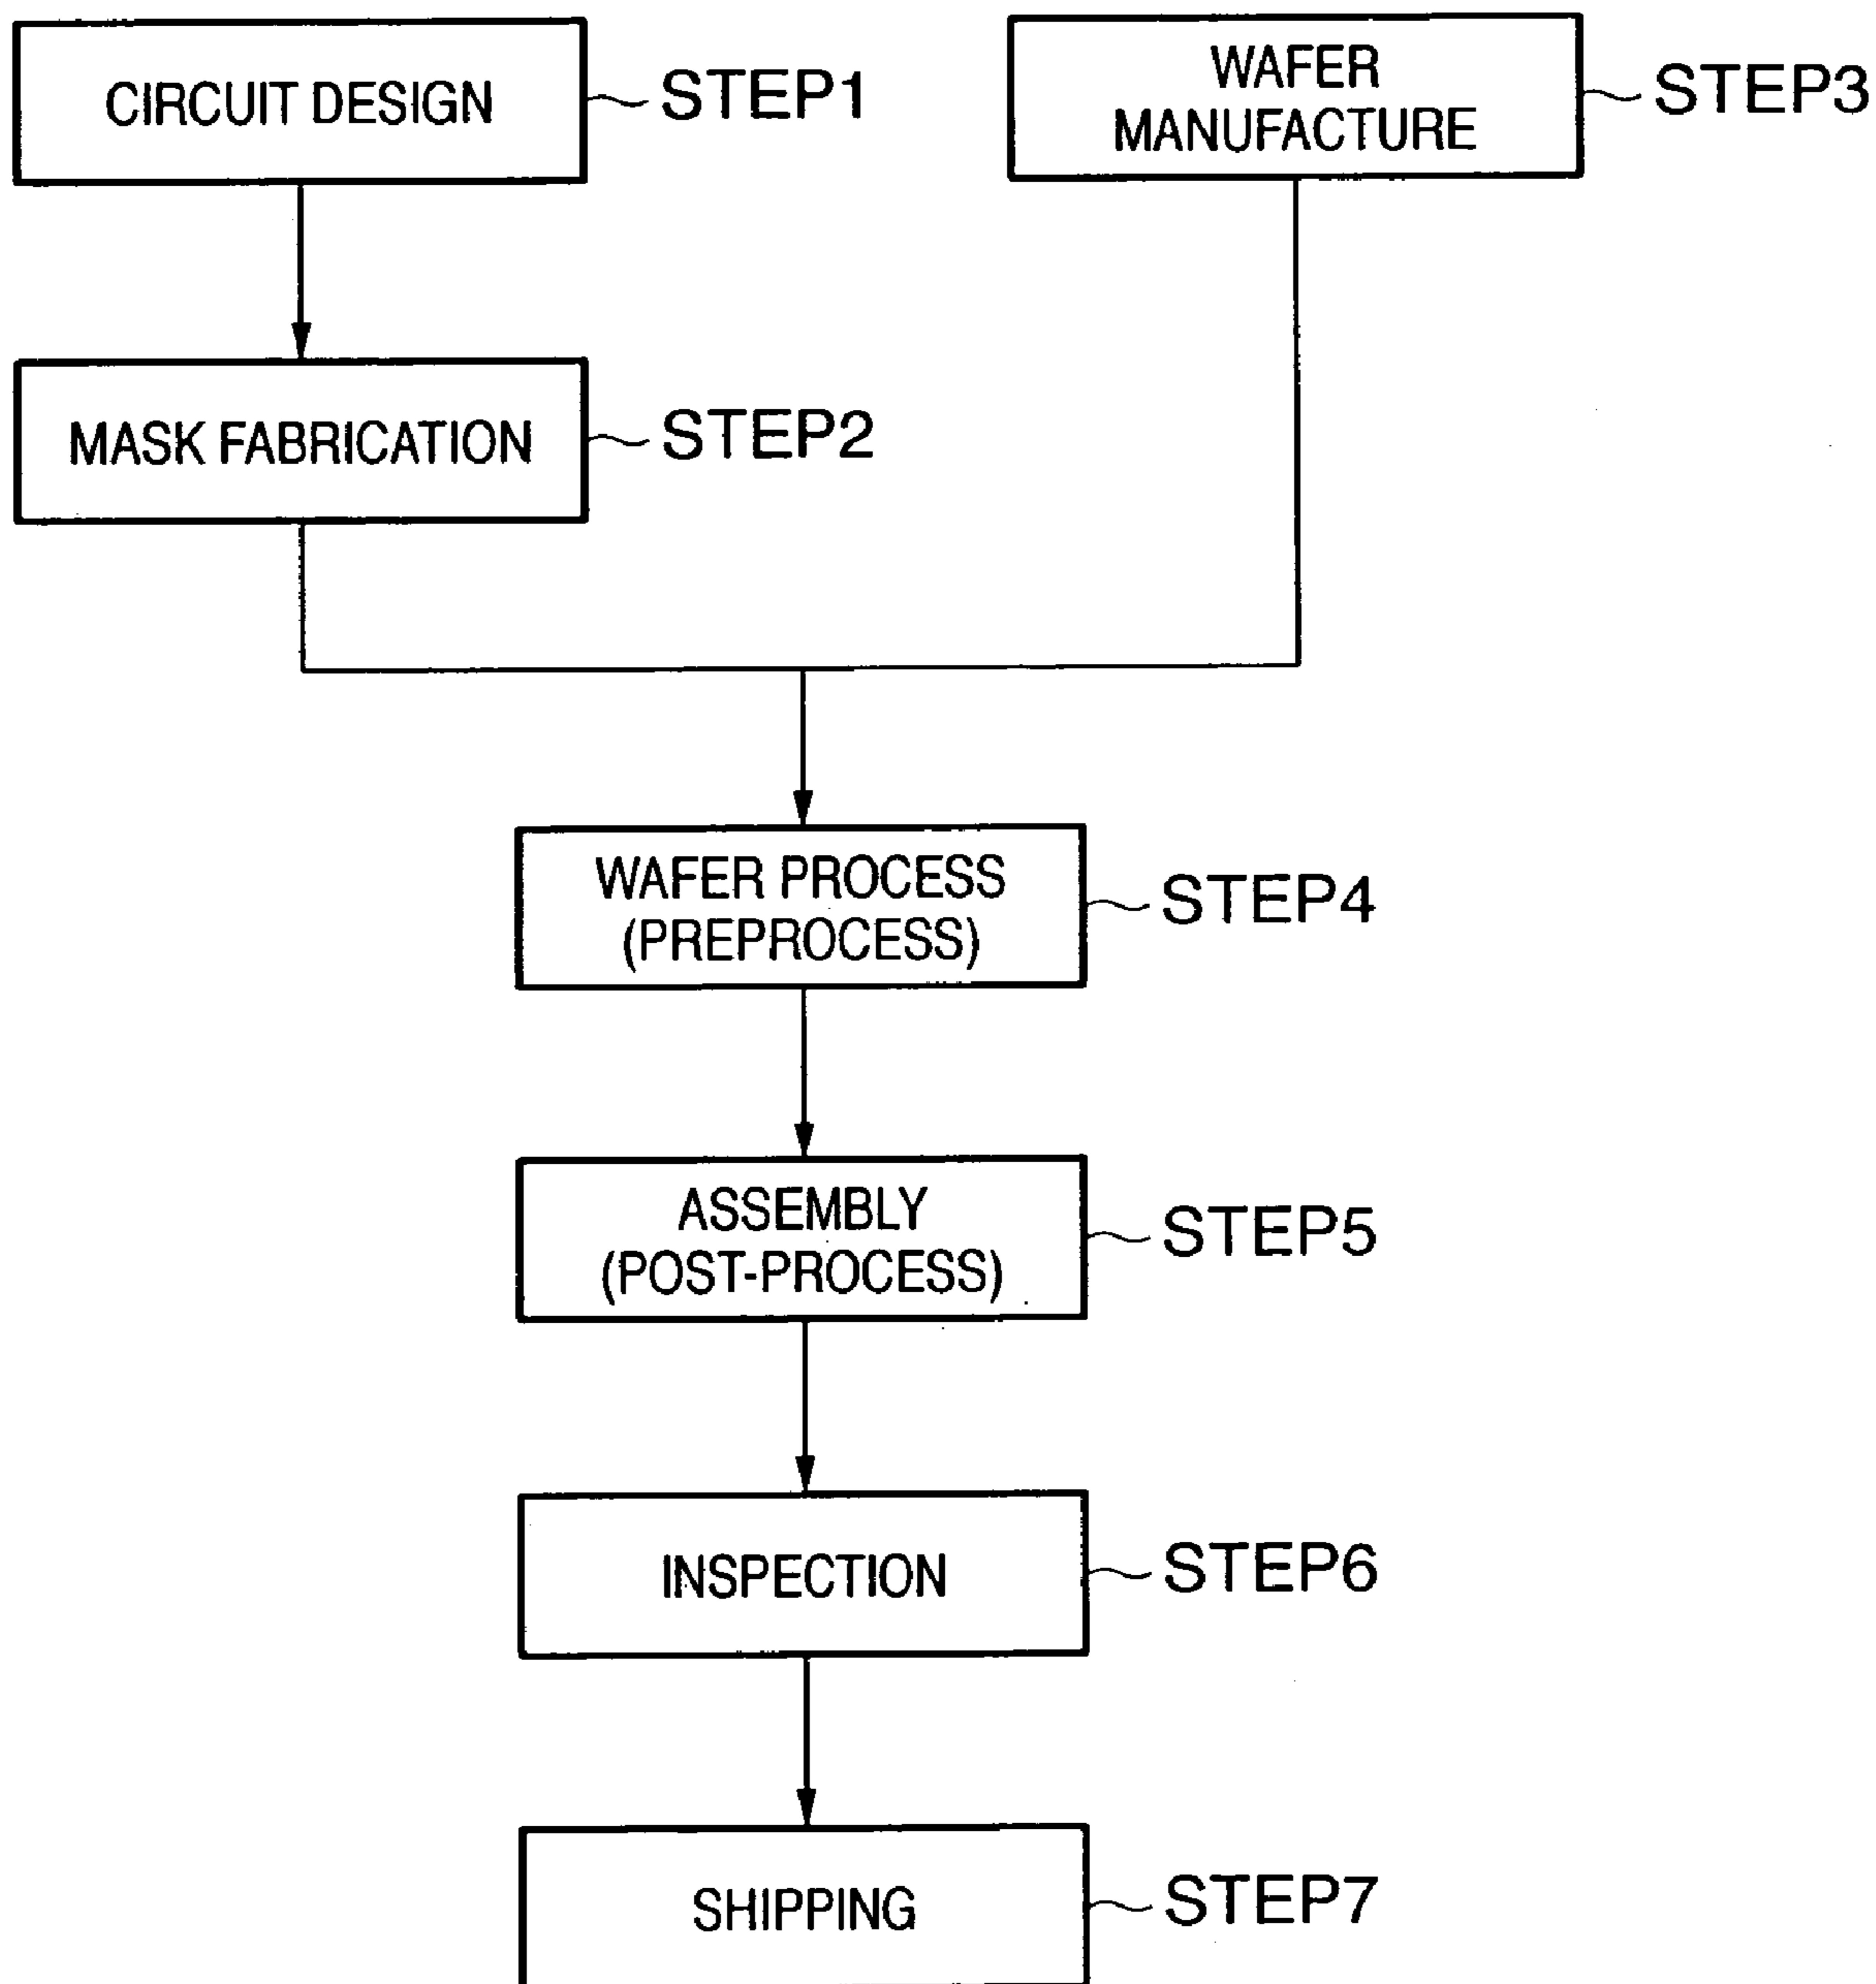 CIRCUIT DESIGN
STEP1
WAFER
MANUFACTURE
STEP3
MASK FABRICATION
STEP2
WAFER PROCESS
(PREPROCESS)
STEP4
ASSEMBLY
(POST-PROCESS)
STEP5
INSPECTION
STEP6
SHIPPING
STEP7